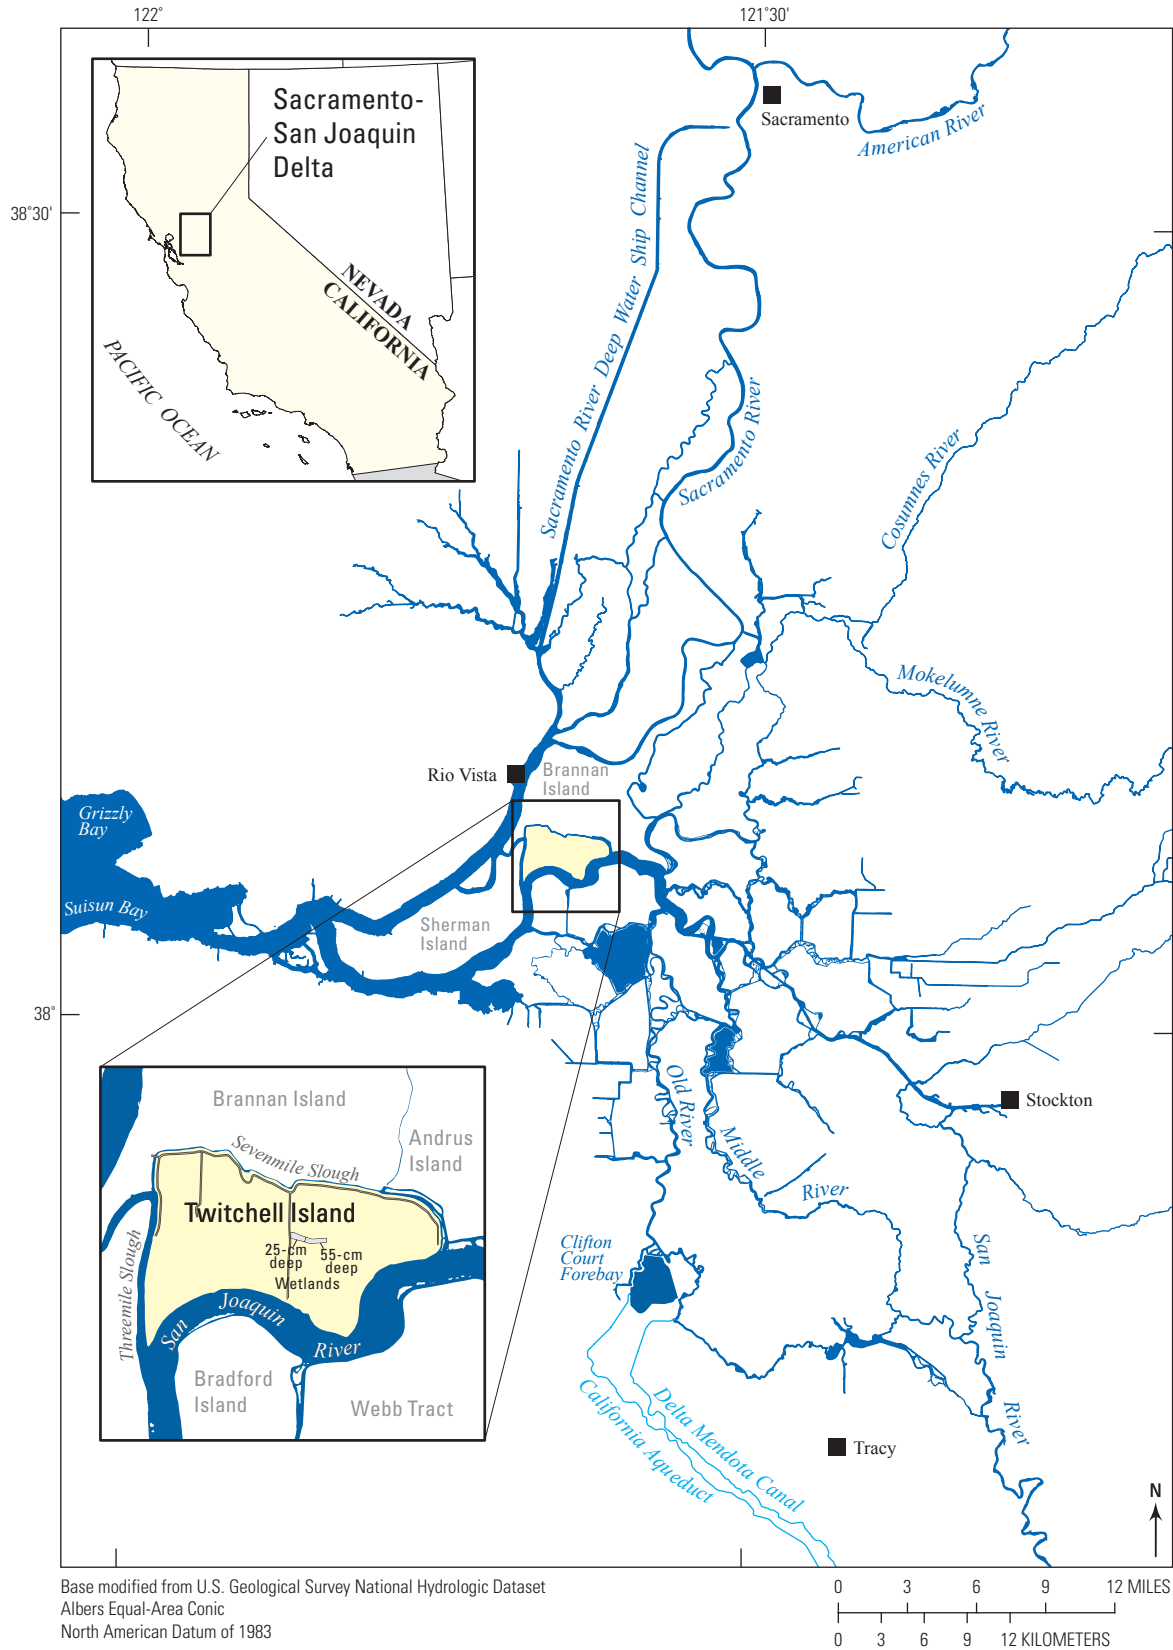 122°
121°30'
38°30'
38°
Sacramento-
San Joaquin
Delta
NEVADA
CALIFORNIA
PACIFIC OCEAN
Sacramento
American River
Sacramento River Deep Water Ship Channel
Sacramento River
Cosumnes River
Mokelumne
River
Rio Vista
Brannan
Island
Grizzly
Bay
Suisun Bay
Sherman
Island
Old River
Middle
River
Stockton
Clifton
Court
Forebay
San
Joaquin
River
Delta Mendota Canal
California Aqueduct
Tracy
Brannan Island
Andrus
Island
Sevenmile Slough
Twitchell Island
25-cm
deep
55-cm
deep
Wetlands
Threemile Slough
San
Joaquin
River
Bradford
Island
Webb Tract
N
Base modified from U.S. Geological Survey National Hydrologic Dataset
Albers Equal-Area Conic
North American Datum of 1983
0 3 6 9 12 MILES
0 3 6 9 12 KILOMETERS